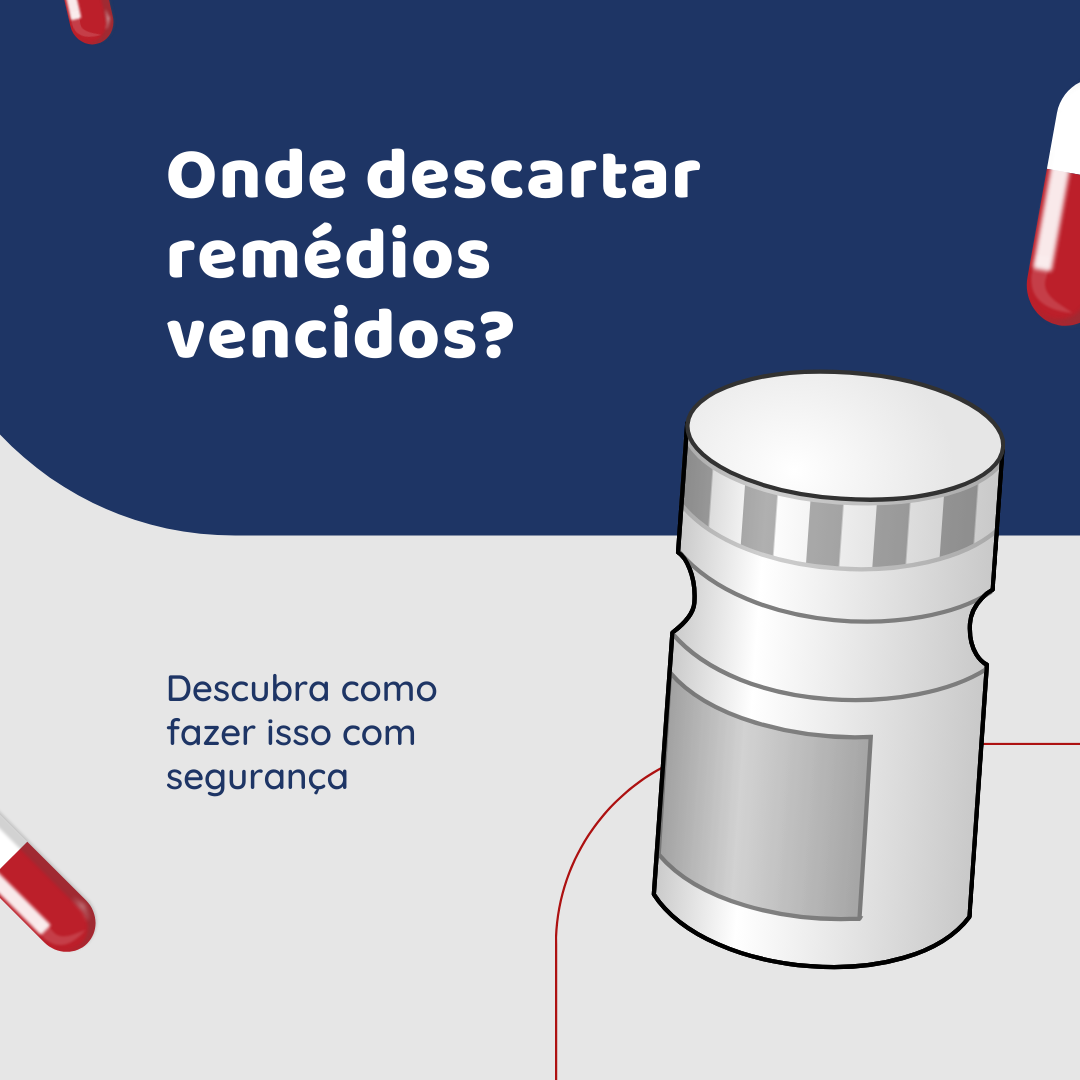 Onde descartar
remédios
vencidos?
Descubra como
fazer isso com
segurança